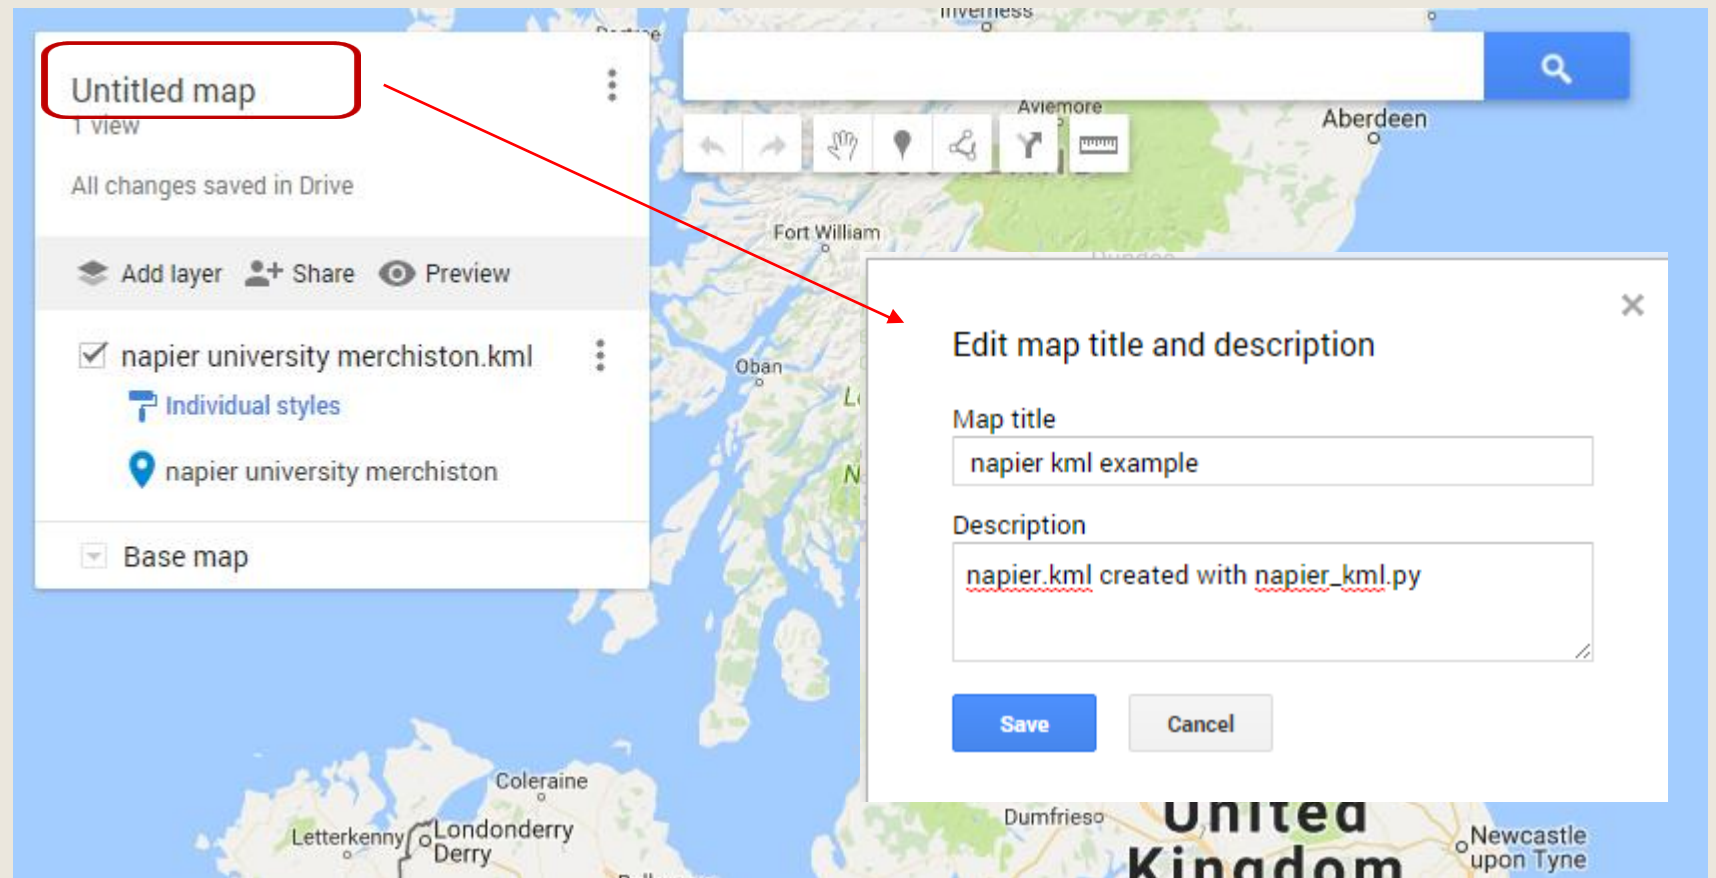 Inverness
Untitled map
1 view
All changes saved in Drive
Add layer Share Preview
napier university merchiston.kml
Individual styles
napier university merchiston
Base map
Aviemore
Aberdeen
Fort William
Oban
Dundee
Edit map title and description
Map title
napier kml example
Description
napier.kml created with napier_kml.py
Save Cancel
Coleraine
Letterkenny
Londonderry
Derry
Dumfries
United
Kingdom
Newcastle
upon Tyne